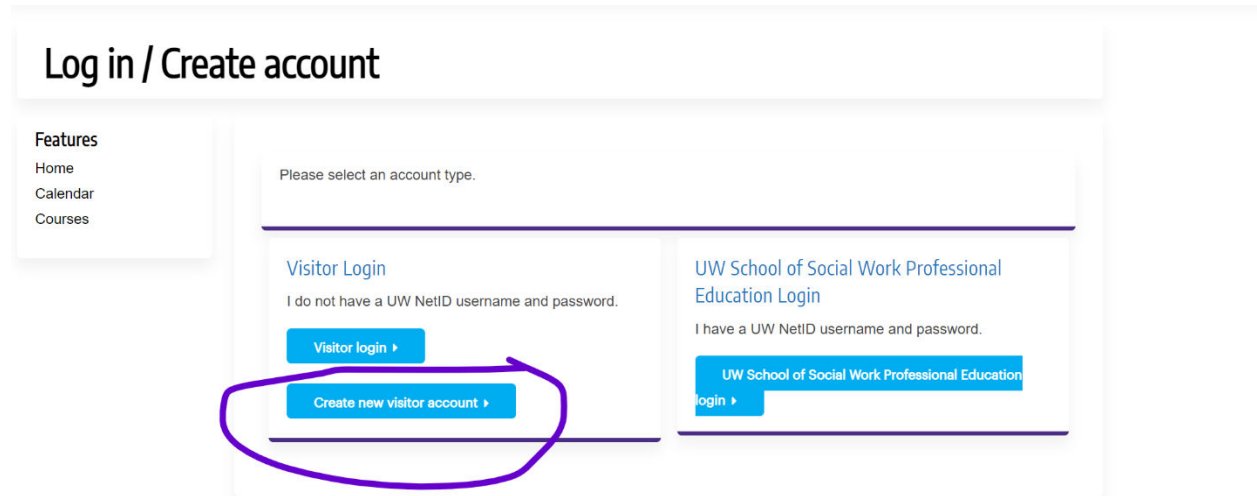 Log in / Create account
Features
Home
Calendar
Courses
Please select an account type.
Visitor Login
I do not have a UW NetID username and password.
Visitor login
Create new visitor account
UW School of Social Work Professional
Education Login
I have a UW NetID username and password.
UW School of Social Work Professional Education
login